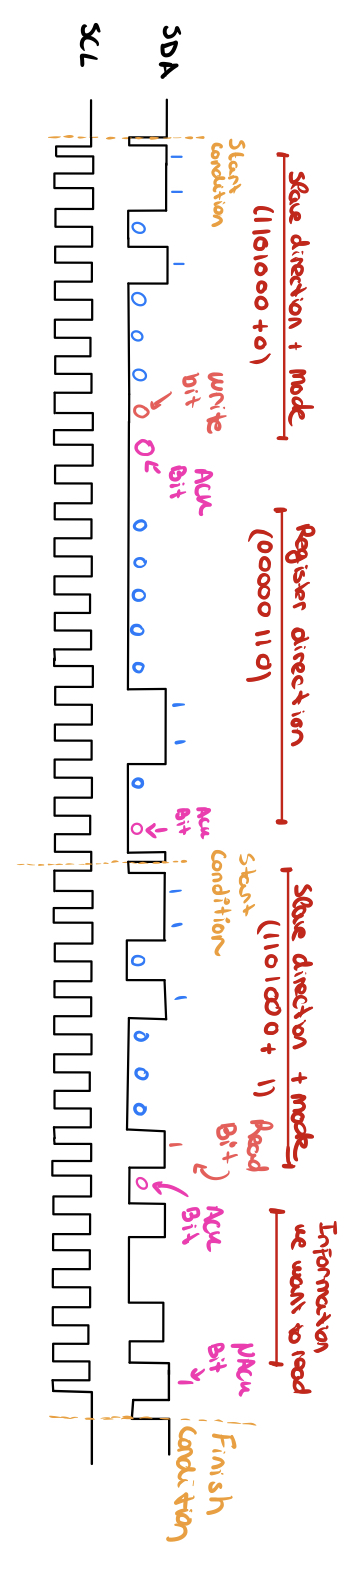 Slave direction + mode
(1101000 + 0)
Register direction
(00000 110)
Slave direction + mode
(1101000 + 1)
Information
we want to read
Start
condition
write
bit
ACK
Bit
ACK
Bit
Start
condition
Read
Bit
ACK
Bit
NACK
Bit
Finish
condition
SDA
1 1 0 1 0 0 0 0 0 0 0 0 0 0 1 1 0 0 1 1 0 1 0 0 0 1 0 1
SCL